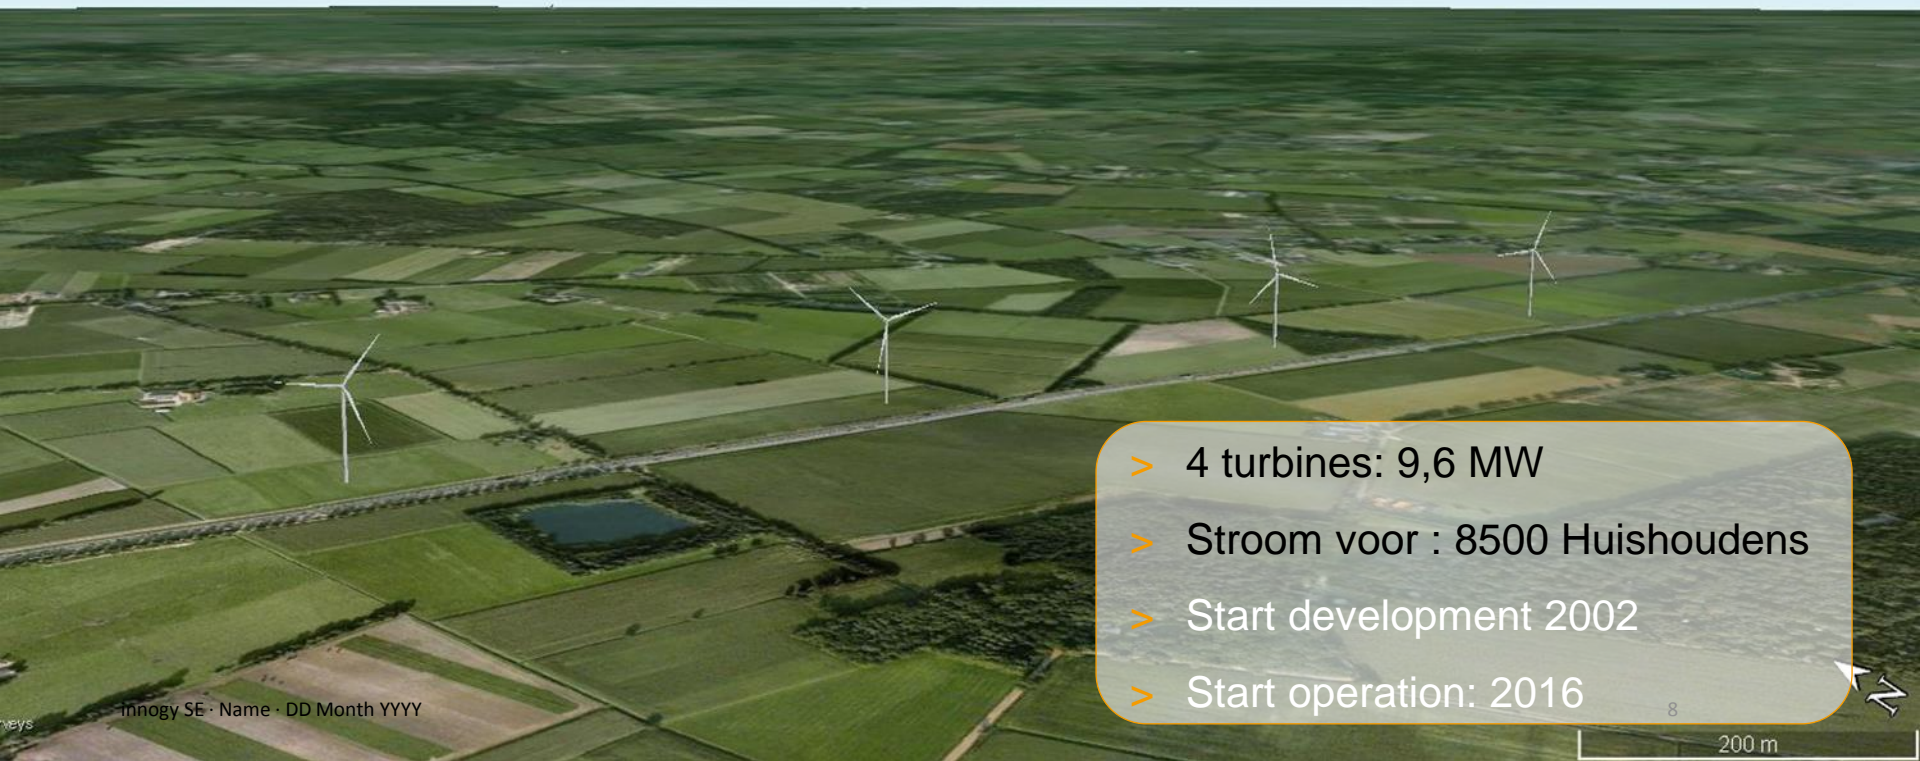 > 4 turbines: 9,6 MW
> Stroom voor : 8500 Huishoudens
> Start development 2002
> Start operation: 2016
innogy SE · Name · DD Month YYYY
8
veys
N
200 m